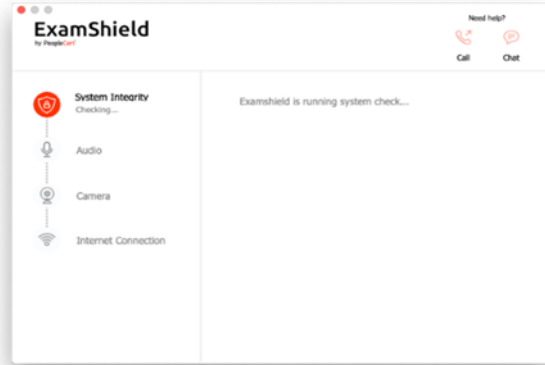 ExamShield
by PeopleCert
Need help?
Call
Chat
System Integrity
Checking...
Examshield is running system check...
Audio
Camera
Internet Connection